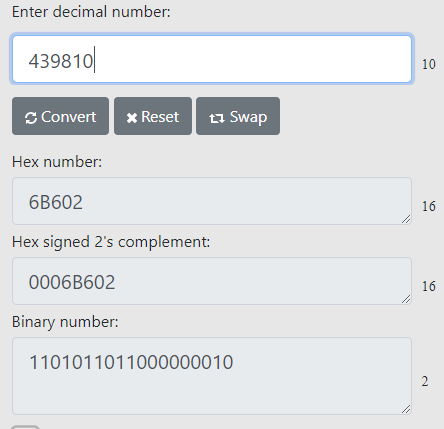 Enter decimal number:
439810
10
Convert Reset Swap
Hex number:
6B602
16
Hex signed 2's complement:
0006B602
16
Binary number:
1101011011000000010
2